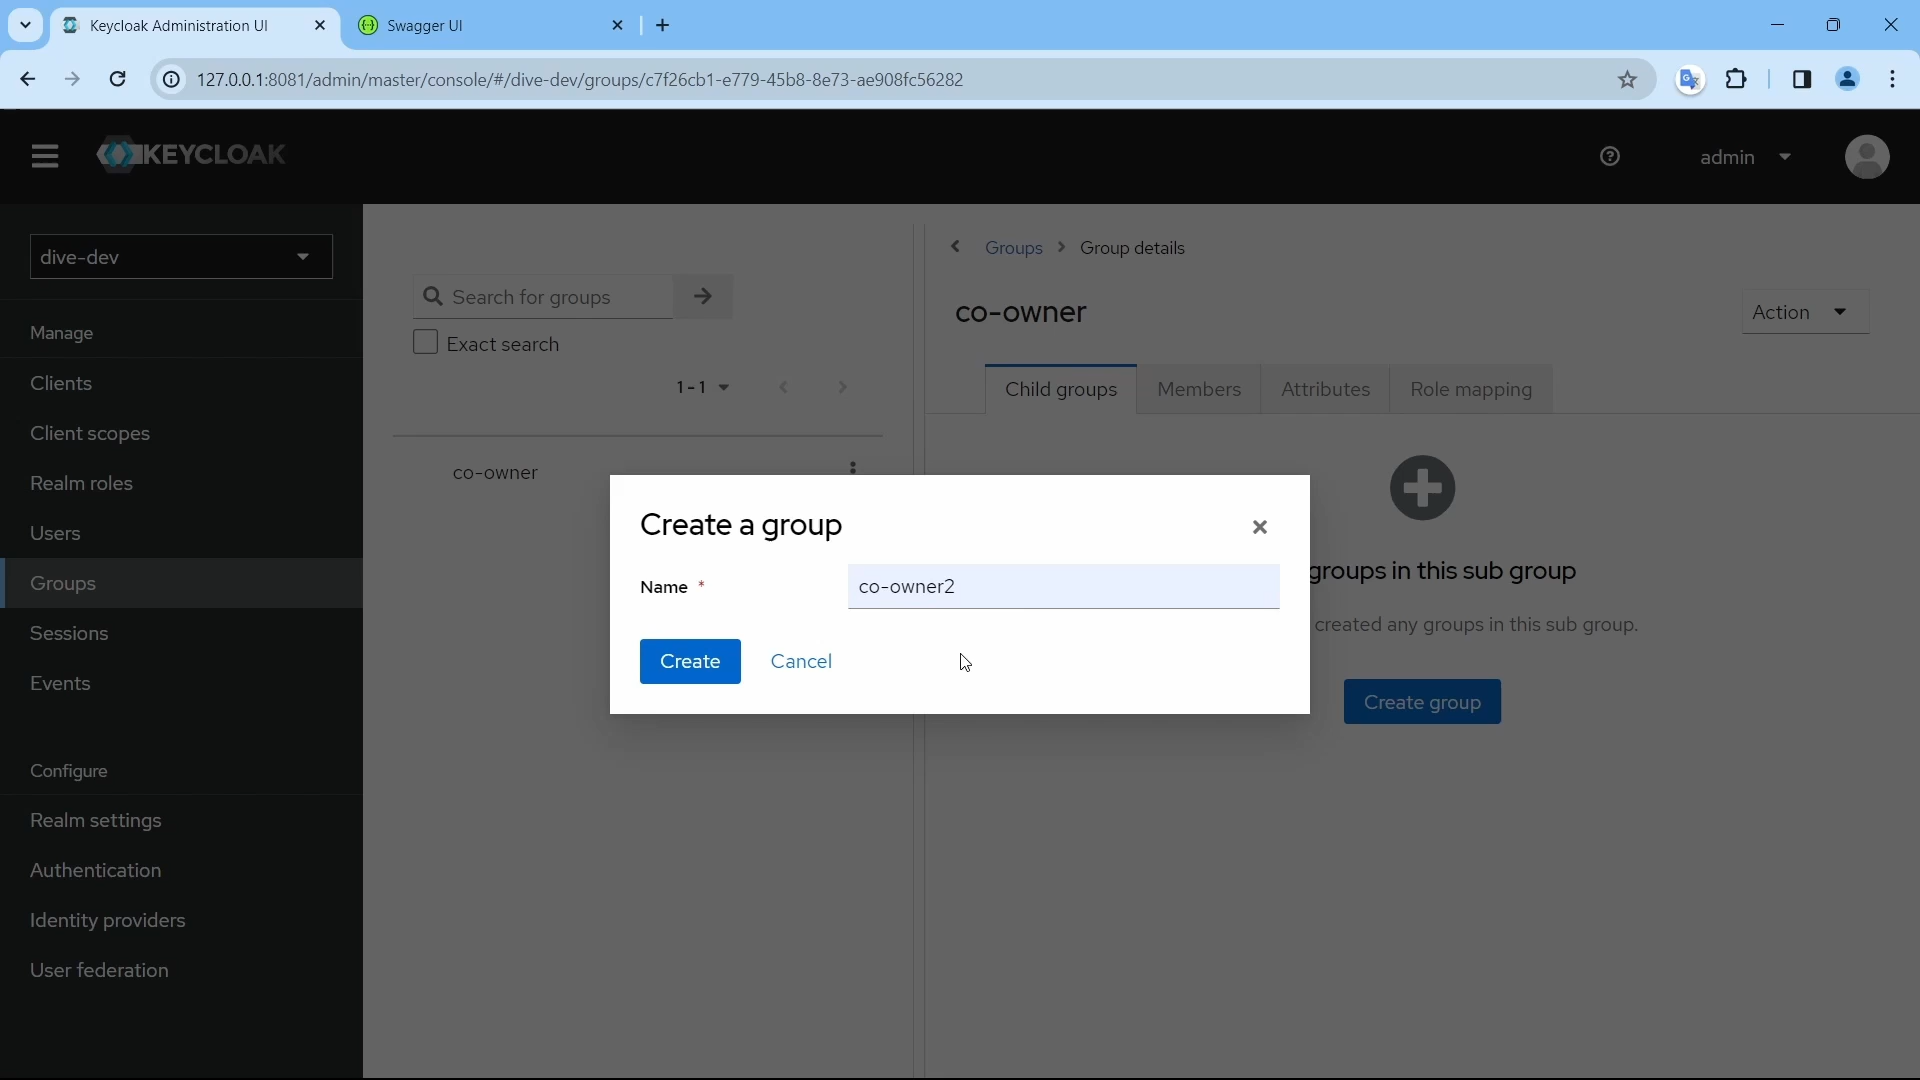 Keycloak Administration UI
Swagger UI
127.0.0.1:8081/admin/master/console/#/dive-dev/groups/c7f26cb1-e779-45b8-8e73-ae908fc56282
KEYCLOAK
admin
dive-dev
Manage
Clients
Client scopes
Realm roles
Users
Groups
Sessions
Events
Configure
Realm settings
Authentication
Identity providers
User federation
Search for groups
Exact search
1 - 1
co-owner
Groups > Group details
co-owner
Action
Child groups
Members
Attributes
Role mapping
groups in this sub group
created any groups in this sub group.
Create group
Create a group
Name *
co-owner2
Create
Cancel